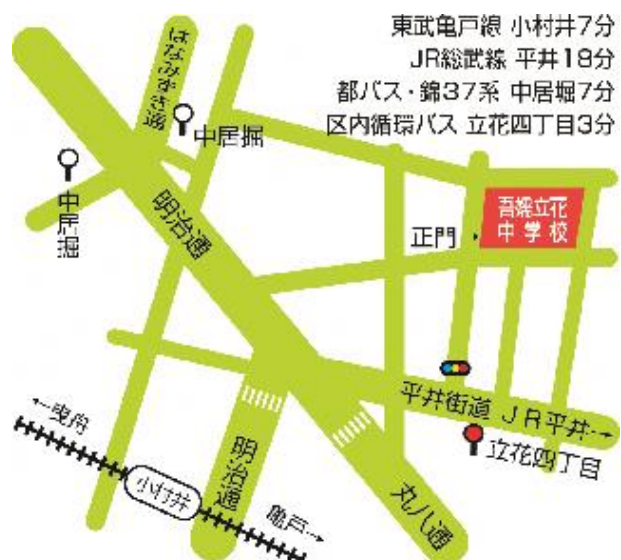 東武亀戸線 小村井7分
JR総武線 平井18分
都バス・錦37系 中居堀7分
区内循環バス 立花四丁目3分
はなみずき通
中居堀
中居堀
明治通
吾嬬立花
中学校
正門
平井街道 JR平井→
立花四丁目
←曳舟
小村井
明治通
亀戸→
丸八通